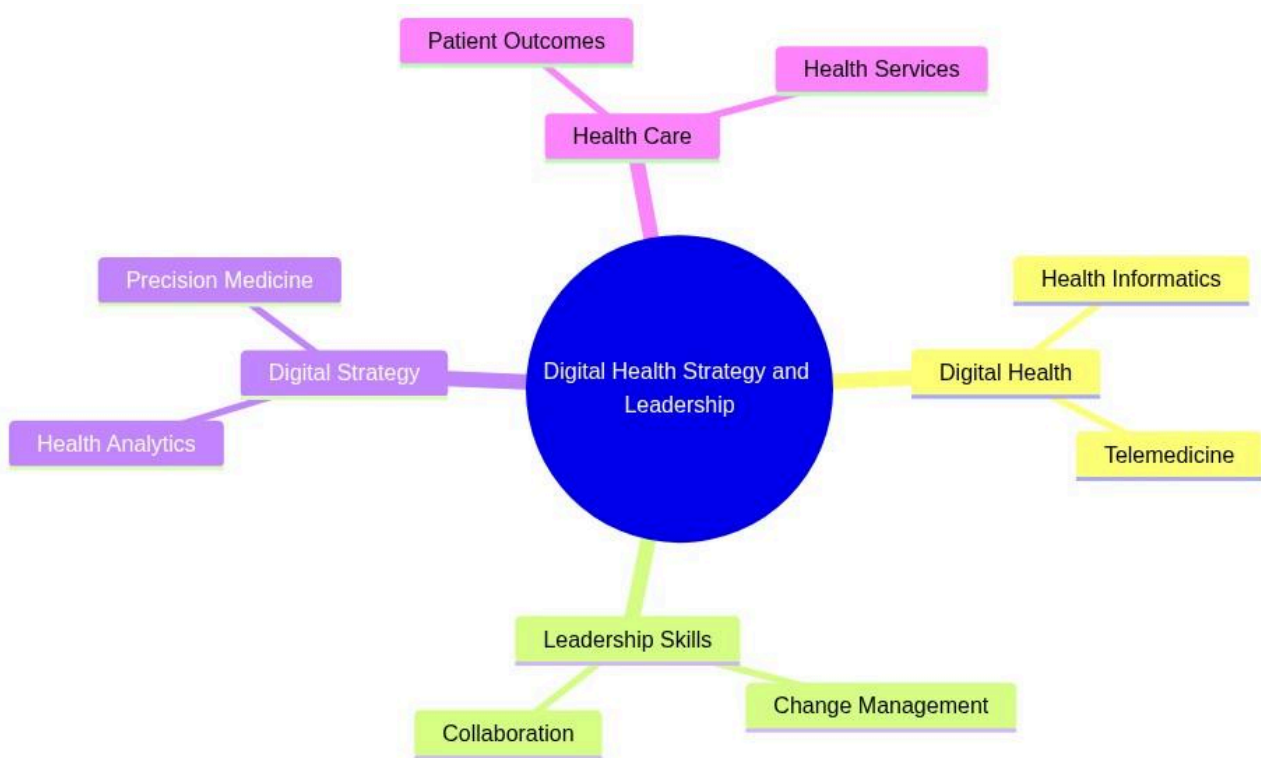 Patient Outcomes
Health Services
Health Care
Precision Medicine
Health Informatics
Digital Strategy
Digital Health Strategy and
Leadership
Digital Health
Health Analytics
Telemedicine
Leadership Skills
Change Management
Collaboration